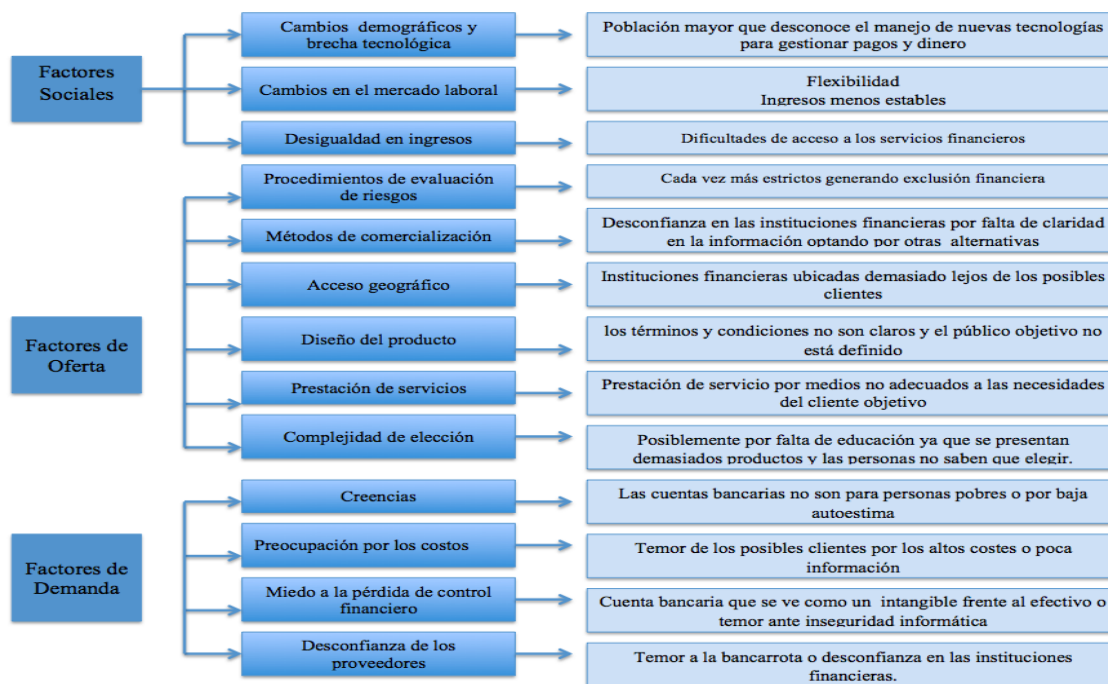 Factores
Sociales
Cambios demográficos y
brecha tecnológica
Población mayor que desconoce el manejo de nuevas tecnologías
para gestionar pagos y dinero
Cambios en el mercado laboral
Flexibilidad
Ingresos menos estables
Desigualdad en ingresos
Dificultades de acceso a los servicios financieros
Factores de
Oferta
Procedimientos de evaluación
de riesgos
Cada vez más estrictos generando exclusión financiera
Métodos de comercialización
Desconfianza en las instituciones financieras por falta de claridad
en la información optando por otras alternativas
Acceso geográfico
Instituciones financieras ubicadas demasiado lejos de los posibles
clientes
Diseño del producto
los términos y condiciones no son claros y el público objetivo no
está definido
Prestación de servicios
Prestación de servicio por medios no adecuados a las necesidades
del cliente objetivo
Complejidad de elección
Posiblemente por falta de educación ya que se presentan
demasiados productos y las personas no saben que elegir.
Factores de
Demanda
Creencias
Las cuentas bancarias no son para personas pobres o por baja
autoestima
Preocupación por los costos
Temor de los posibles clientes por los altos costes o poca
información
Miedo a la pérdida de control
financiero
Cuenta bancaria que se ve como un intangible frente al efectivo o
temor ante inseguridad informática
Desconfianza de los
proveedores
Temor a la bancarrota o desconfianza en las instituciones
financieras.